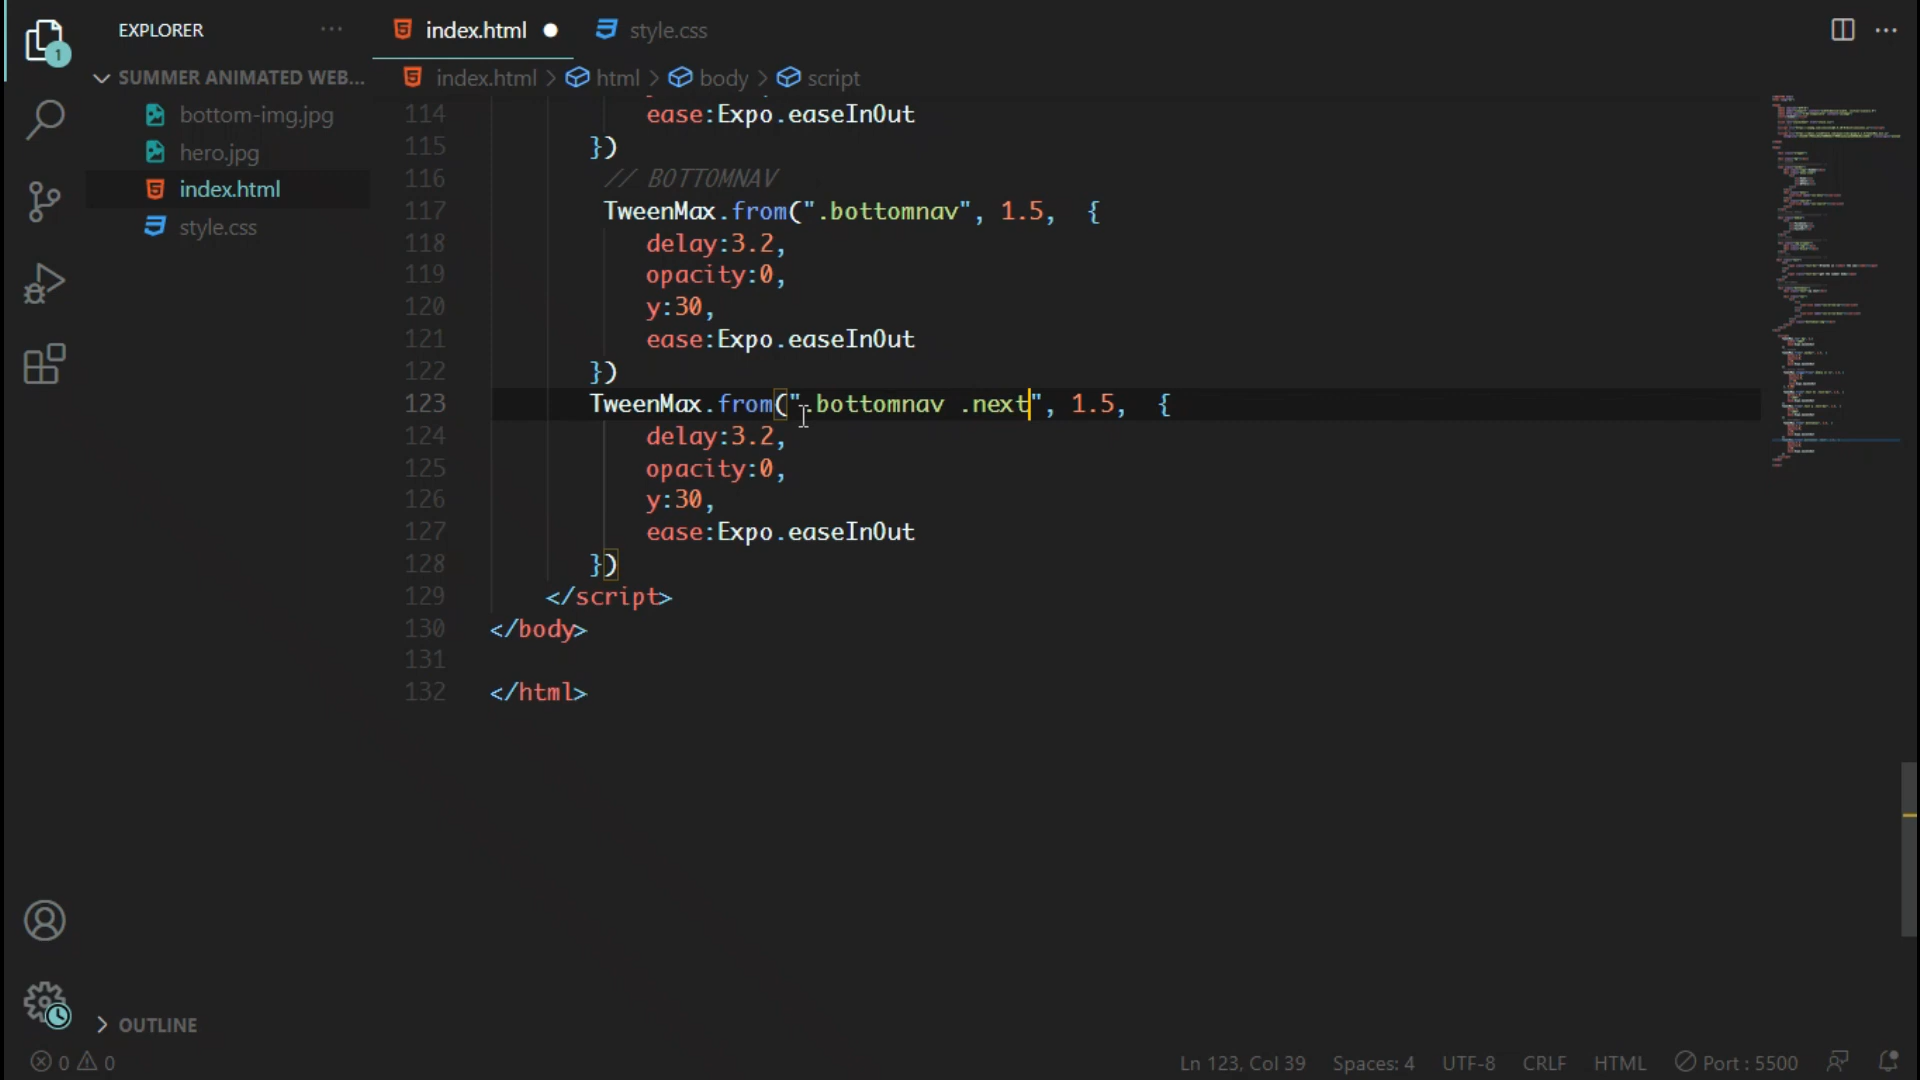 EXPLORER
···
index.html
style.css
···
1
SUMMER ANIMATED WEB...
index.html > html > body > script
bottom-img.jpg
hero.jpg
index.html
style.css
114 ease:Expo.easeInOut
115 })
116 // BOTTOMNAV
117 TweenMax.from(".bottomnav", 1.5,  {
118 delay:3.2,
119 opacity:0,
120 y:30,
121 ease:Expo.easeInOut
122 })
123 TweenMax.from(".bottomnav .next", 1.5,  {
124 delay:3.2,
125 opacity:0,
126 y:30,
127 ease:Expo.easeInOut
128 })
129 </script>
130 </body>
131
132 </html>
OUTLINE
0 0
Ln 123, Col 39
Spaces: 4
UTF-8
CRLF
HTML
Port : 5500